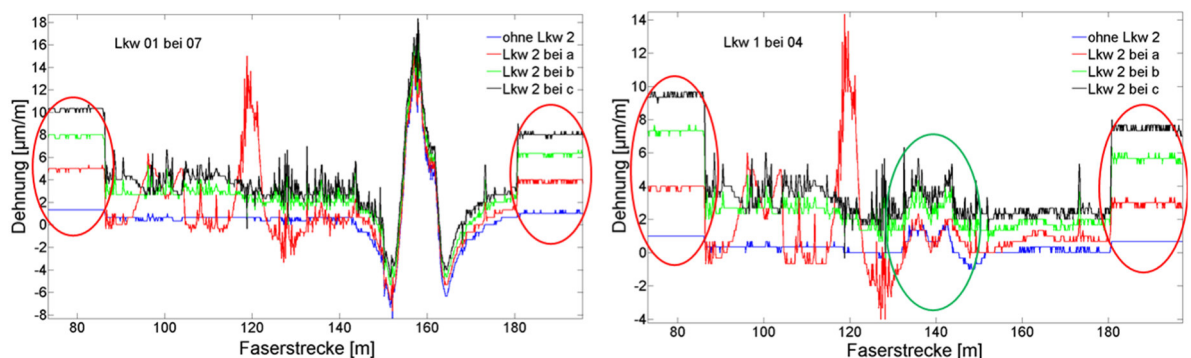 Dehnung [µm/m]
18
16
14
12
10
8
6
4
2
0
-2
-4
-6
-8
Lkw 01 bei 07
ohne Lkw 2
Lkw 2 bei a
Lkw 2 bei b
Lkw 2 bei c
80 100 120 140 160 180
Faserstrecke [m]
Dehnung [µm/m]
14
12
10
8
6
4
2
0
-2
-4
Lkw 1 bei 04
ohne Lkw 2
Lkw 2 bei a
Lkw 2 bei b
Lkw 2 bei c
80 100 120 140 160 180
Faserstrecke [m]